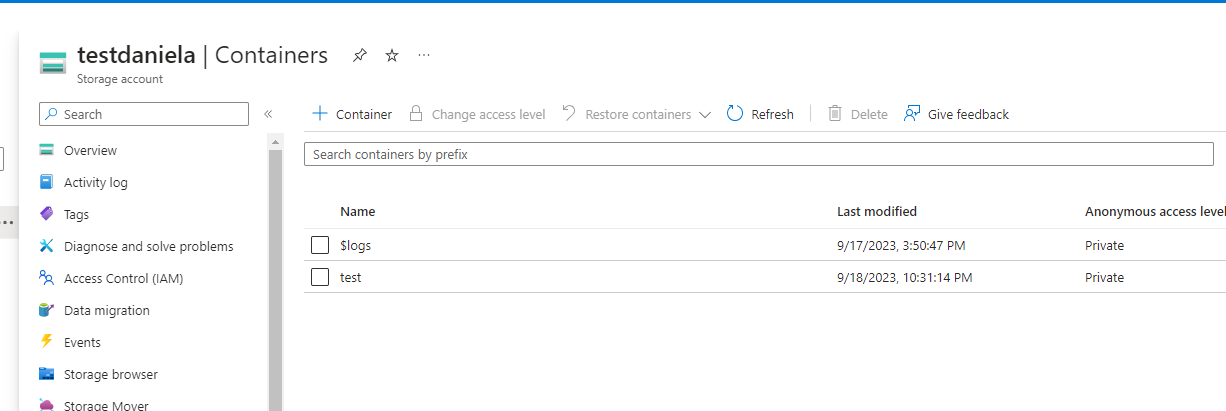 testdaniela | Containers
Storage account
Search
Overview
Activity log
Tags
Diagnose and solve problems
Access Control (IAM)
Data migration
Events
Storage browser
Storage Mover
Container Change access level Restore containers Refresh Delete Give feedback
Search containers by prefix
Name Last modified Anonymous access level
$logs 9/17/2023, 3:50:47 PM Private
test 9/18/2023, 10:31:14 PM Private